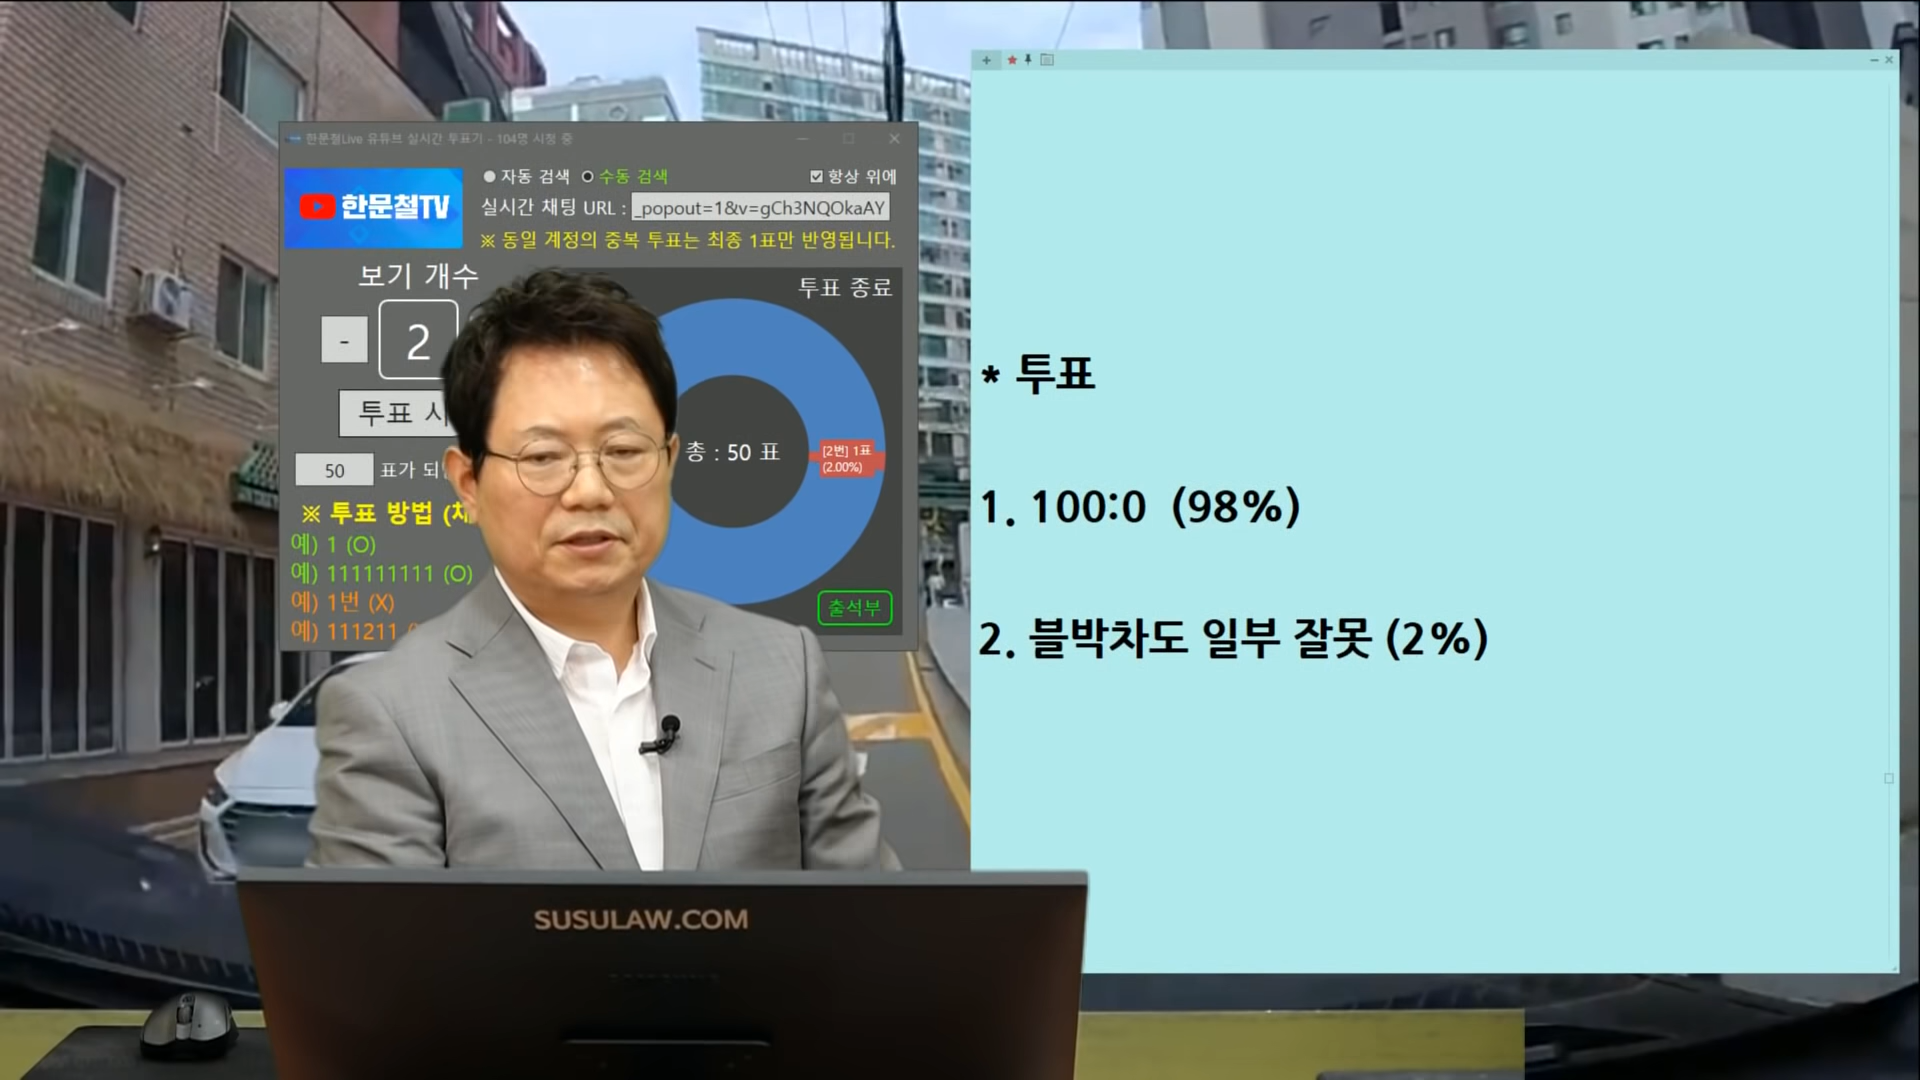 한문철Live 유튜브 실시간 투표기 - 104명 시청 중
한문철TV
자동 검색 수동 검색
항상 위에
실시간 채팅 URL : _popout=1&v=gCh3NQOkaAY
※ 동일 계정의 중복 투표는 최종 1표만 반영됩니다.
보기 개수
- 2
투표
50 표가
※ 투표 방법
예) 1 (O)
예) 111111111 (O)
예) 1번 (X)
예) 111211
투표 종료
총 : 50 표
[2번] 1표
(2.00%)
출석부
* 투표
1. 100:0 (98%)
2. 블박차도 일부 잘못 (2%)
SUSULAW.COM